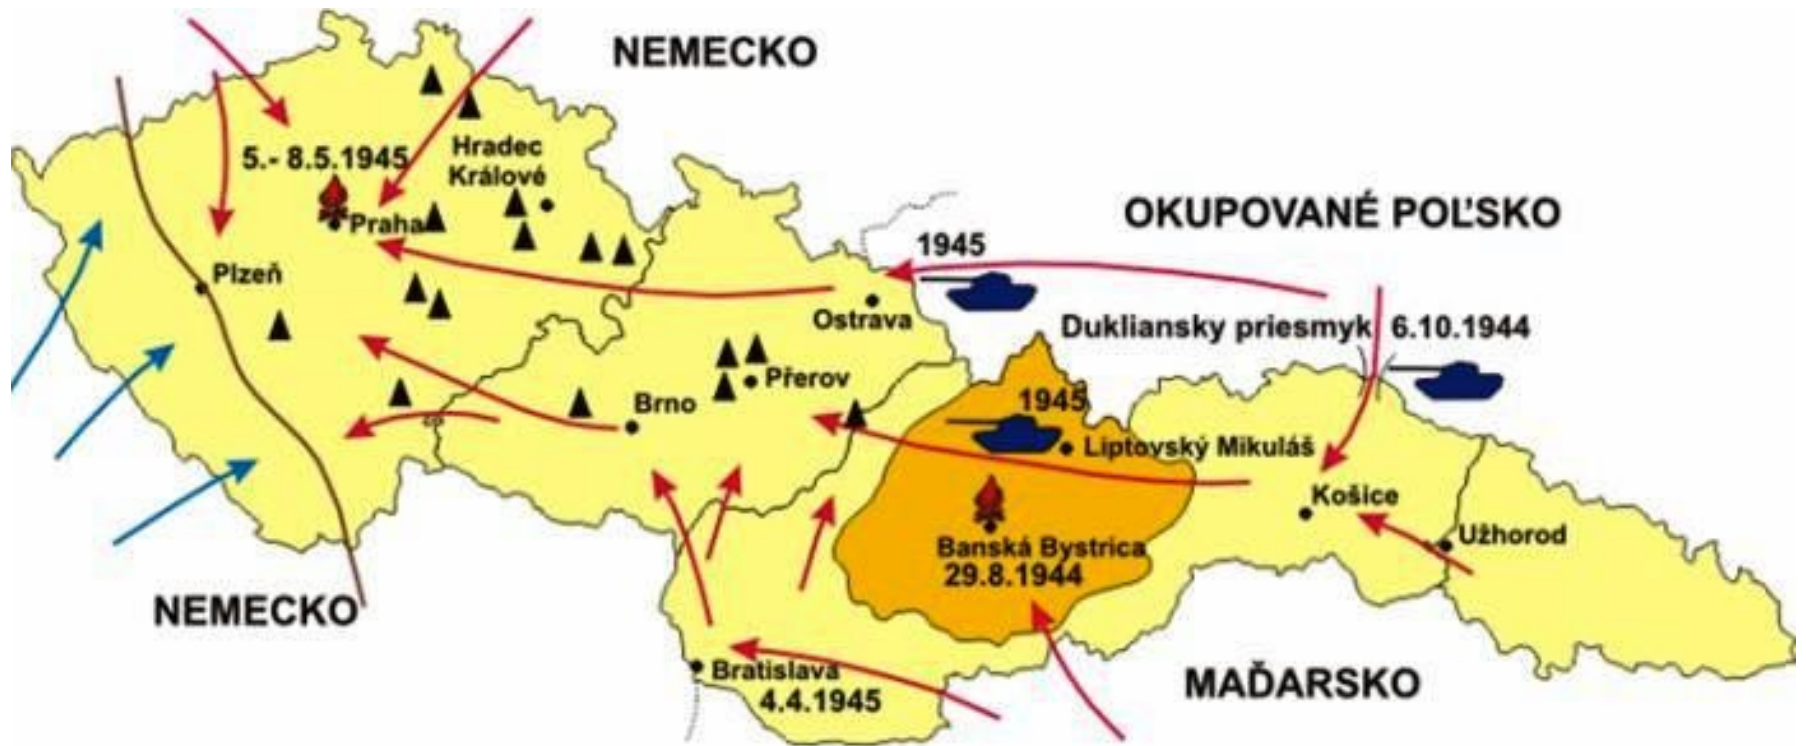 NEMECKO
5.- 8.5.1945
Hradec
Králové
Praha
Plzeň
OKUPOVANÉ POĽSKO
1945
Ostrava
Dukliansky priesmyk 6.10.1944
Přerov
Brno
1945
Liptovský Mikuláš
Košice
Banská Bystrica
29.8.1944
Užhorod
NEMECKO
Bratislava
4.4.1945
MAĎARSKO